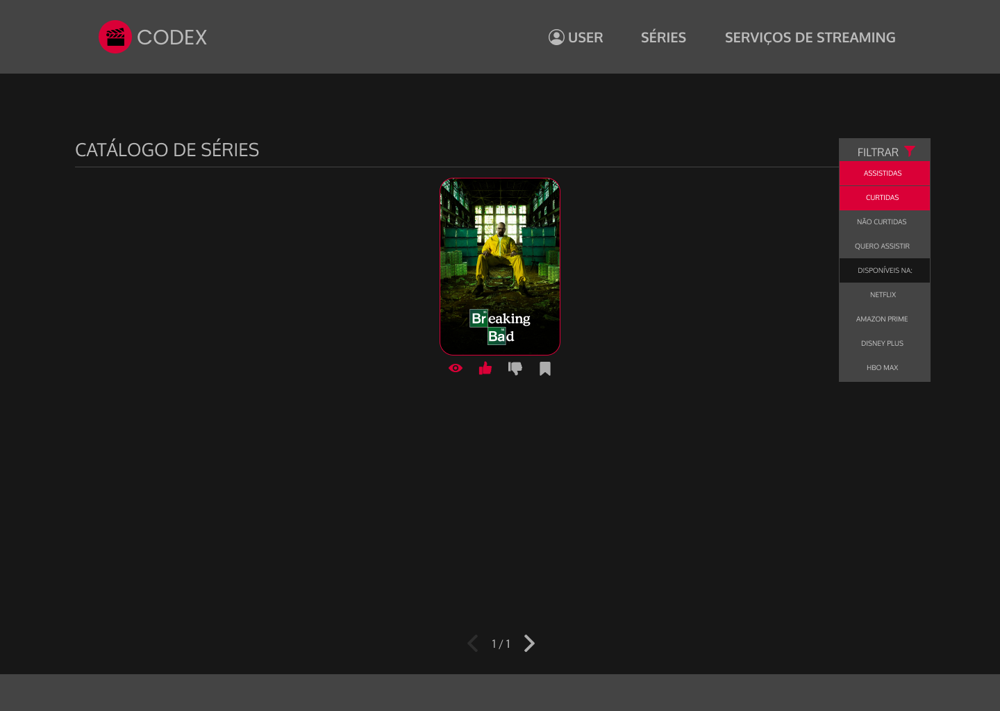 CODEX
USER
SÉRIES
SERVIÇOS DE STREAMING
CATÁLOGO DE SÉRIES
FILTRAR
ASSISTIDAS
CURTIDAS
NÃO CURTIDAS
QUERO ASSISTIR
DISPONÍVEIS NA:
NETFLIX
AMAZON PRIME
DISNEY PLUS
HBO MAX
Breaking
Bad
1 / 1